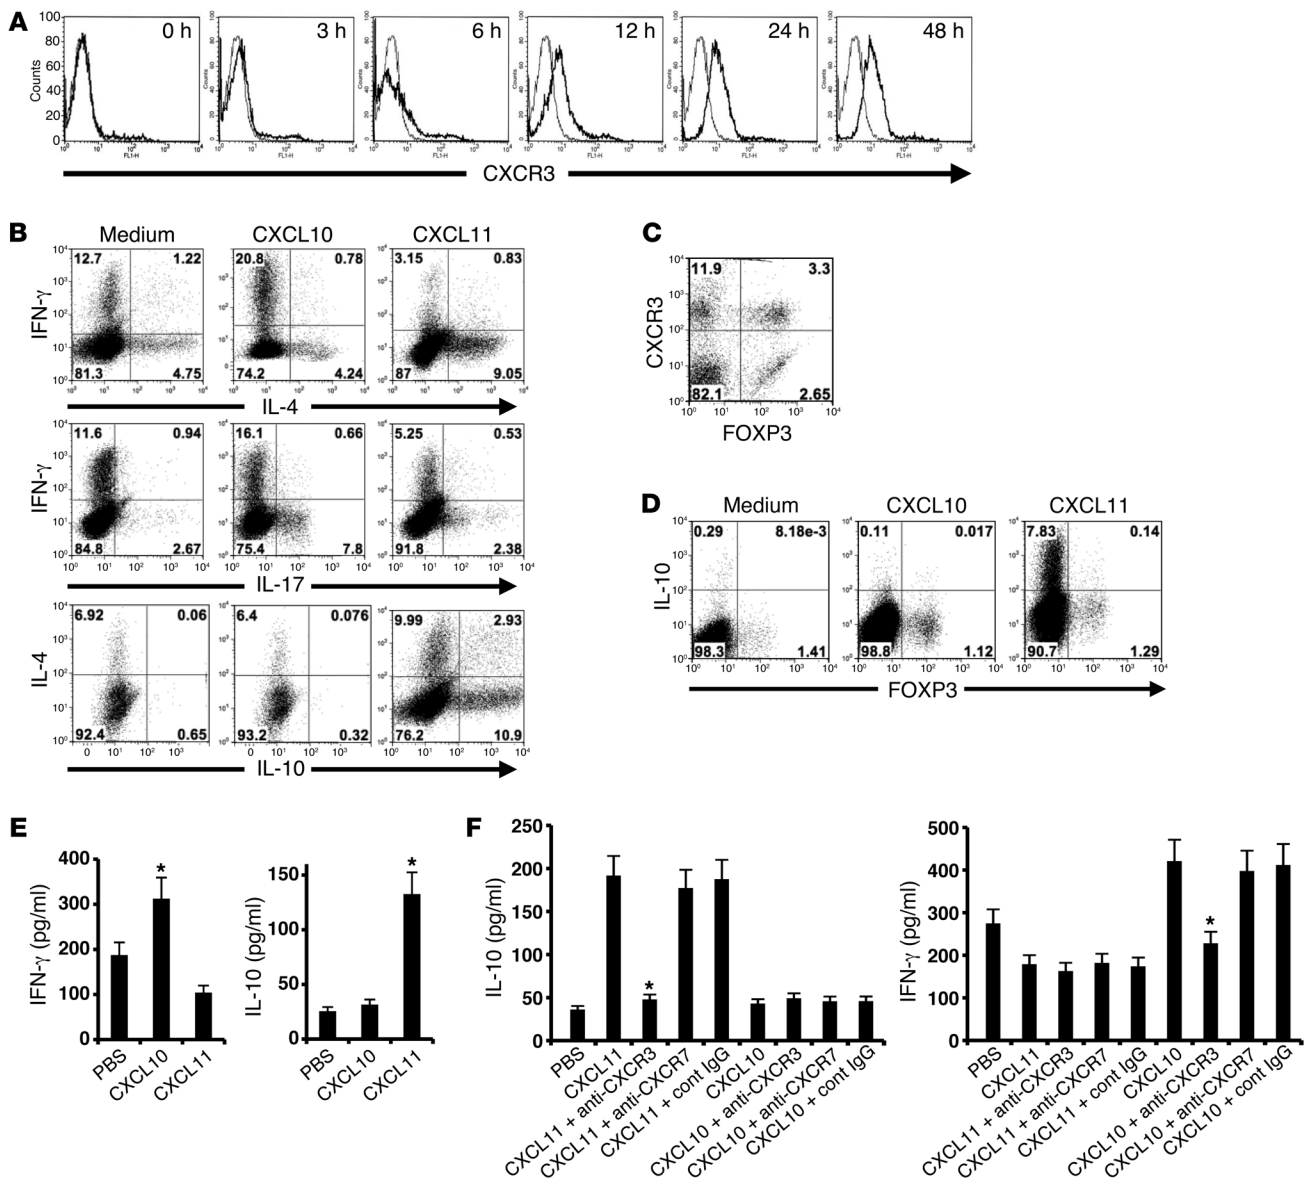 A
0 h
3 h
6 h
12 h
24 h
48 h
Counts
100
80
60
40
20
0
10⁰ 10¹ 10² 10³ 10⁴
FL1-H
CXCR3
B
Medium CXCL10 CXCL11
IFN-γ
12.7 1.22
81.3 4.75
20.8 0.78
74.2 4.24
3.15 0.83
87 9.05
IL-4
IFN-γ
11.6 0.94
84.8 2.67
16.1 0.66
75.4 7.8
5.25 0.53
91.8 2.38
IL-17
IL-4
6.92 0.06
92.4 0.65
6.4 0.076
93.2 0.32
9.99 2.93
76.2 10.9
IL-10
C
CXCR3
11.9 3.3
82.1 2.65
10⁰ 10¹ 10² 10³ 10⁴
FOXP3
D
Medium CXCL10 CXCL11
IL-10
0.29 8.18e-3
98.3 1.41
0.11 0.017
98.8 1.12
7.83 0.14
90.7 1.29
FOXP3
E
IFN-γ (pg/ml)
400
300
200
100
0
*
PBS
CXCL10
CXCL11
IL-10 (pg/ml)
150
100
50
0
*
PBS
CXCL10
CXCL11
F
IL-10 (pg/ml)
250
200
150
100
50
0
*
PBS
CXCL11
CXCL11 + anti-CXCR3
CXCL11 + anti-CXCR7
CXCL11 + cont IgG
CXCL10
CXCL10 + anti-CXCR3
CXCL10 + anti-CXCR7
CXCL10 + cont IgG
IFN-γ (pg/ml)
500
400
300
200
100
0
*
PBS
CXCL11
CXCL11 + anti-CXCR3
CXCL11 + anti-CXCR7
CXCL11 + cont IgG
CXCL10
CXCL10 + anti-CXCR3
CXCL10 + anti-CXCR7
CXCL10 + cont IgG